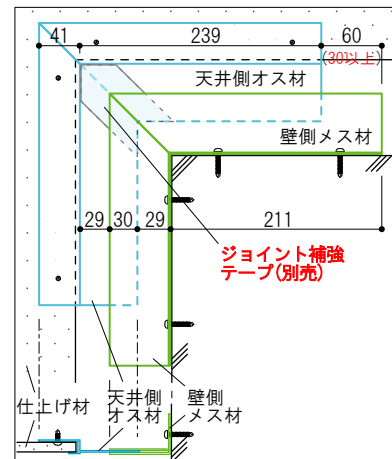 41 239 60
(30以上)
天井側オス材
壁側メス材
29 30 29 211
ジョイント補強
テープ(別売)
仕上げ材
天井側
オス材
壁側
メス材